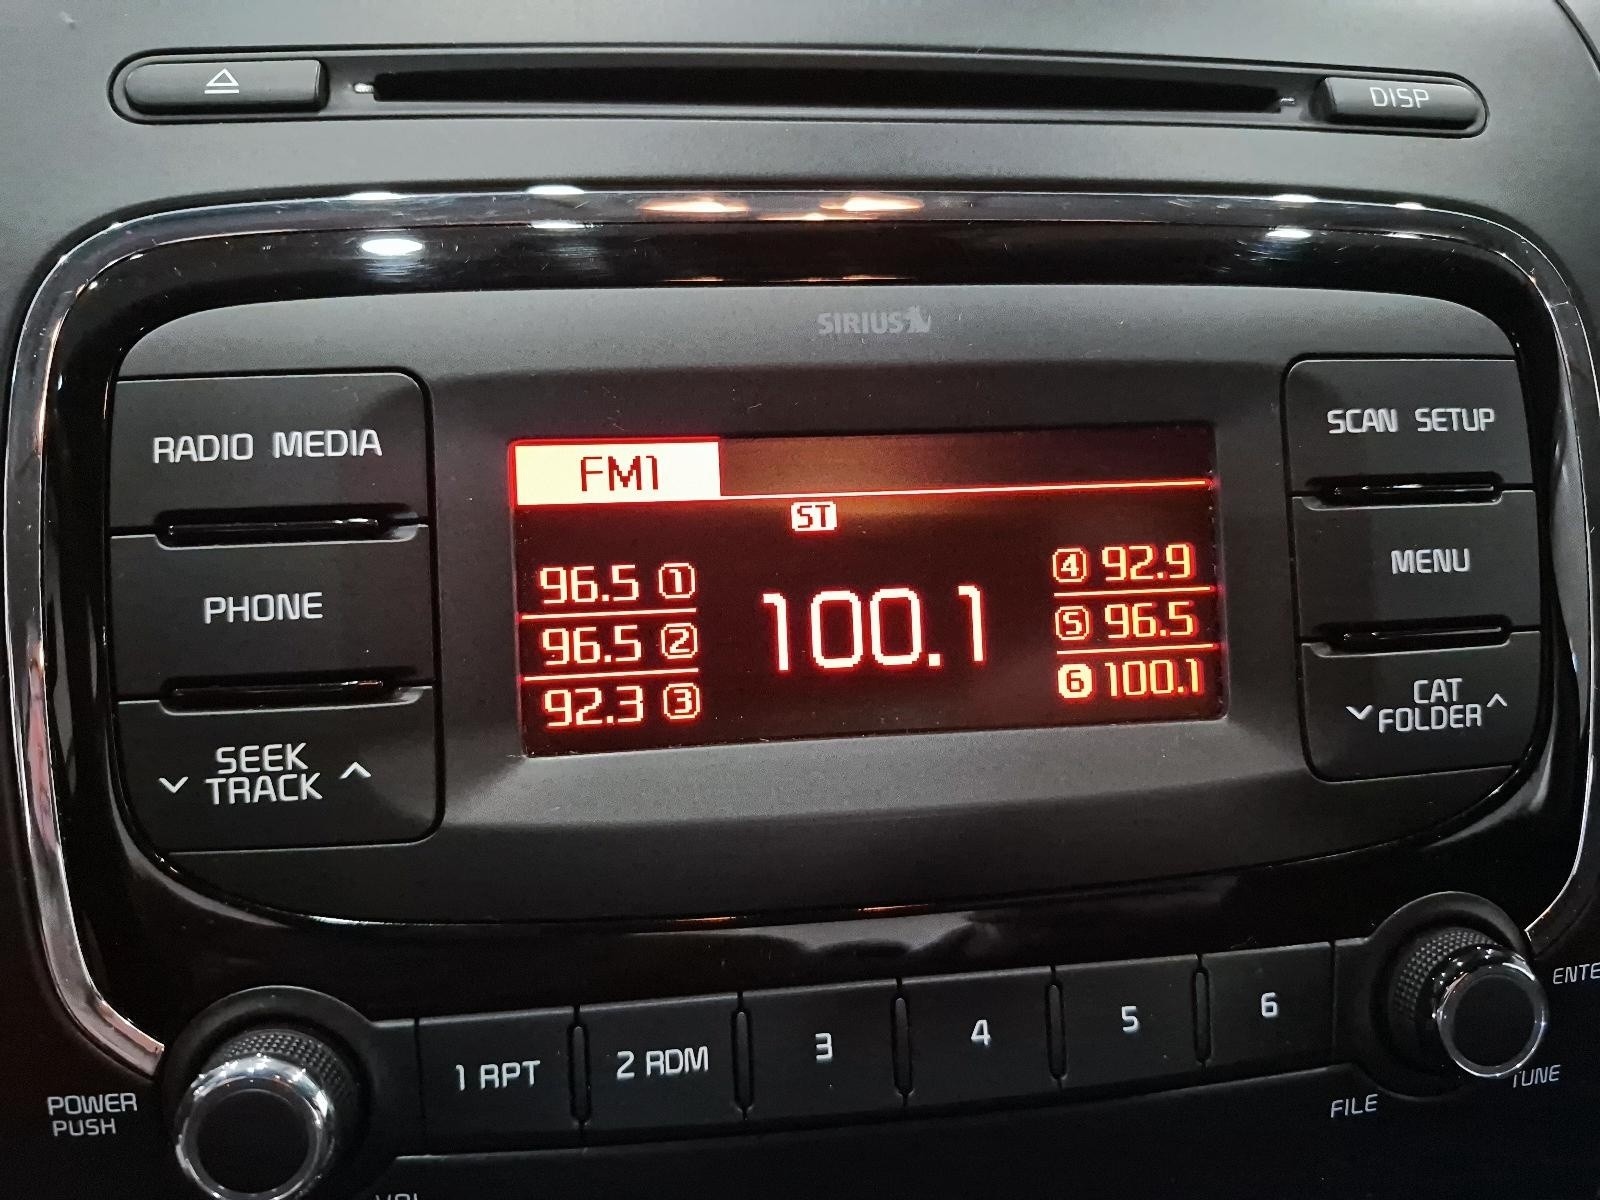 DISP
SIRIUS
RADIO MEDIA
PHONE
SEEK
TRACK
FM1
ST
96.5 1
96.5 2
92.3 3
100.1
4 92.9
5 96.5
6 100.1
SCAN SETUP
MENU
CAT
FOLDER
POWER
PUSH
VOL
1 RPT
2 RDM
3
4
5
6
FILE
TUNE